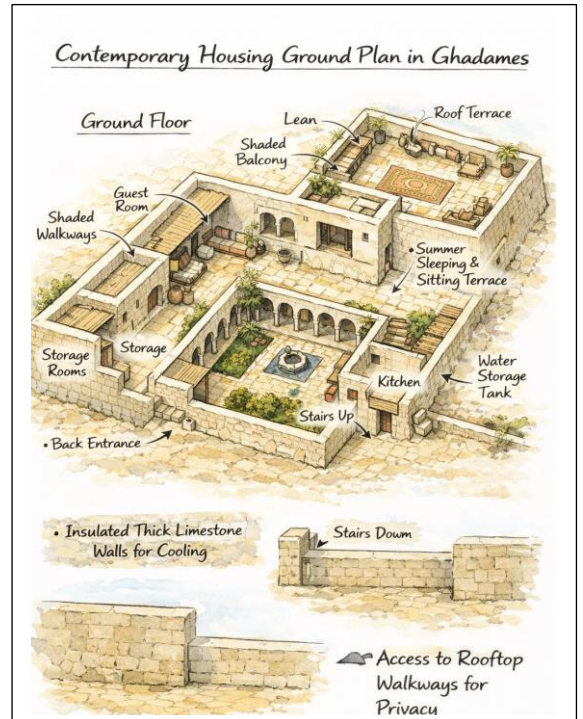 Contemporary Housing Ground Plan in Ghadames
Ground Floor
Lean
Roof Terrace
Shaded
Balcony
Guest
Room
Shaded
Walkways
• Summer
Sleeping &
Sitting Terrace
Storage
Rooms
Storage
Kitchen
Water
Storage
Tank
Stairs Up
• Back Entrance
• Insulated Thick Limestone
Walls for Cooling
Stairs Dowm
Access to Rooftop
Walkways for
Privacy